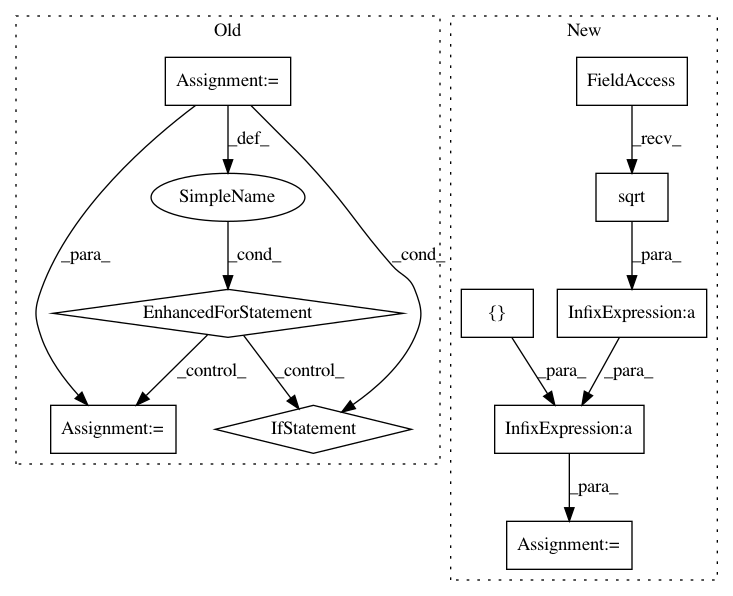 Old
New
Assignment:=
FieldAccess
_def_
_recv_
SimpleName
sqrt
_para_
_cond_
_cond_
_para_
EnhancedForStatement
{}
InfixExpression:a
_control_
_control_
_para_
_para_
Assignment:=
IfStatement
InfixExpression:a
_para_
Assignment:=